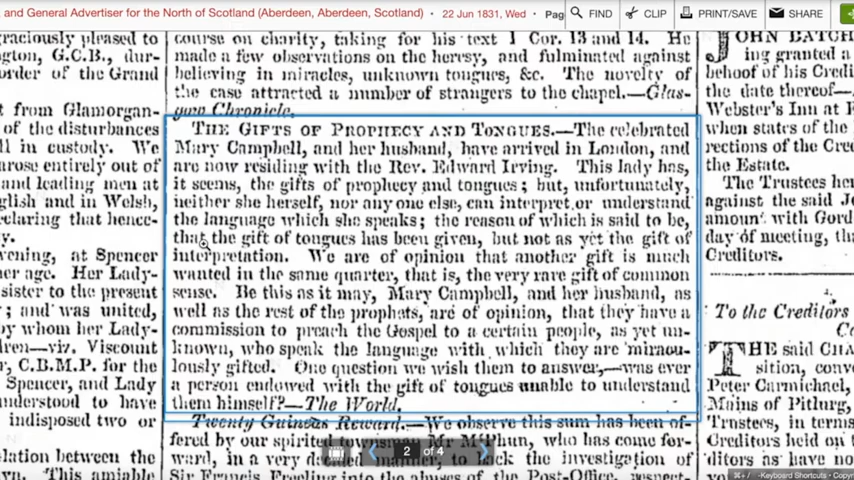 , and General Advertiser for the North of Scotland (Aberdeen, Aberdeen, Scotland) • 22 Jun 1831, Wed • Pag
FIND
CLIP
PRINT/SAVE
SHARE
graciously pleased to
ngton, G.C.B., dur-
order of the Grand
t from Glamorgan-
of the disturbances
ll in custody. We
arose entirely out of
and leading men at
glish and in Welsh,
claring that hence-
y.
vening, at Spencer
her age. Her Lady-
sister to the present
; and was united,
by whom her Lady-
dren—viz. Viscount
, C.B.M.P. for the
Spencer, and Lady
understood to have
indisposed two or
lation between the
vn. This amiable
course on charity, taking for his text 1 Cor. 13 and 14. He
made a few observations on the heresy, and fulminated against
believing in miracles, unknown tongues, &c. The novelty of
the case attracted a number of strangers to the chapel.—Glas-
gow Chronicle.
THE GIFTS OF PROPHECY AND TONGUES.—The celebrated
Mary Campbell, and her husband, have arrived in London, and
are now residing with the Rev. Edward Irving. This lady has,
it seems, the gifts of prophecy and tongues; but, unfortunately,
neither she herself, nor any one else, can interpret or understand
the language which she speaks; the reason of which is said to be,
that the gift of tongues has been given, but not as yet the gift of
interpretation. We are of opinion that another gift is much
wanted in the same quarter, that is, the very rare gift of common
sense. Be this as it may, Mary Campbell, and her husband, as
well as the rest of the prophets, are of opinion, that they have a
commission to preach the Gospel to a certain people, as yet un-
known, who speak the language with which they are miracu-
lously gifted. One question we wish them to answer,—was ever
a person endowed with the gift of tongues unable to understand
them himself?—The World.
Twenty Guineas Reward.—We observe this sum has been of-
fered by our spirited townsman Mr M'Phun, who has come for-
ward, in a very decided manner, to back the investigation of
Sir Francis Freeling into the abuses of the Post-Office, respect-
2 of 4
JOHN BATCH
ing granted a
behoof of his Credi
the date thereof—
Webster's Inn at F
when states of the
rections of the Cre
the Estate.
The Trustees her
against the said J
amount with Gord
day of meeting, tha
Creditors.
To the Creditors
THE said CHA
sition, conv
Peter Carmichael,
Mains of Pitlurg,
Trustees, in terms
Creditors held on t
ditors as have no
-Keyboard Shortcuts • Copyr